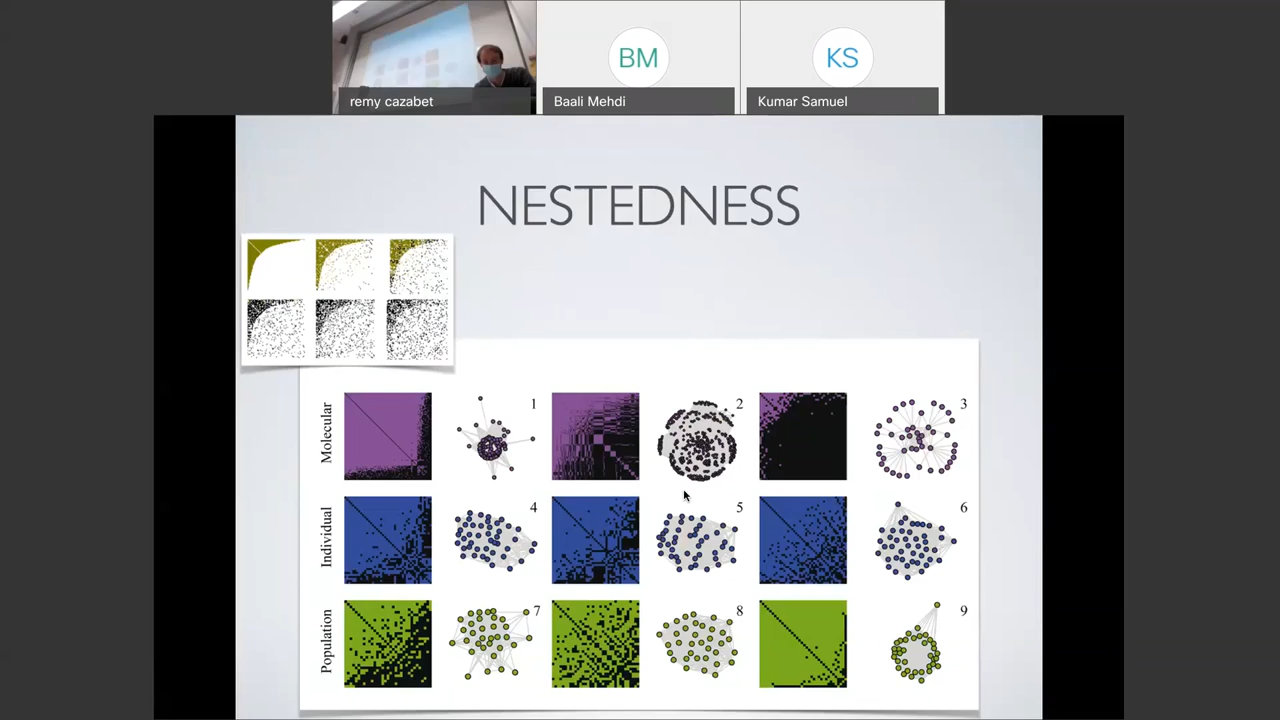 BM
KS
remy cazabet
Baali Mehdi
Kumar Samuel
NESTEDNESS
Molecular
1
2
3
Individual
4
5
6
Population
7
8
9